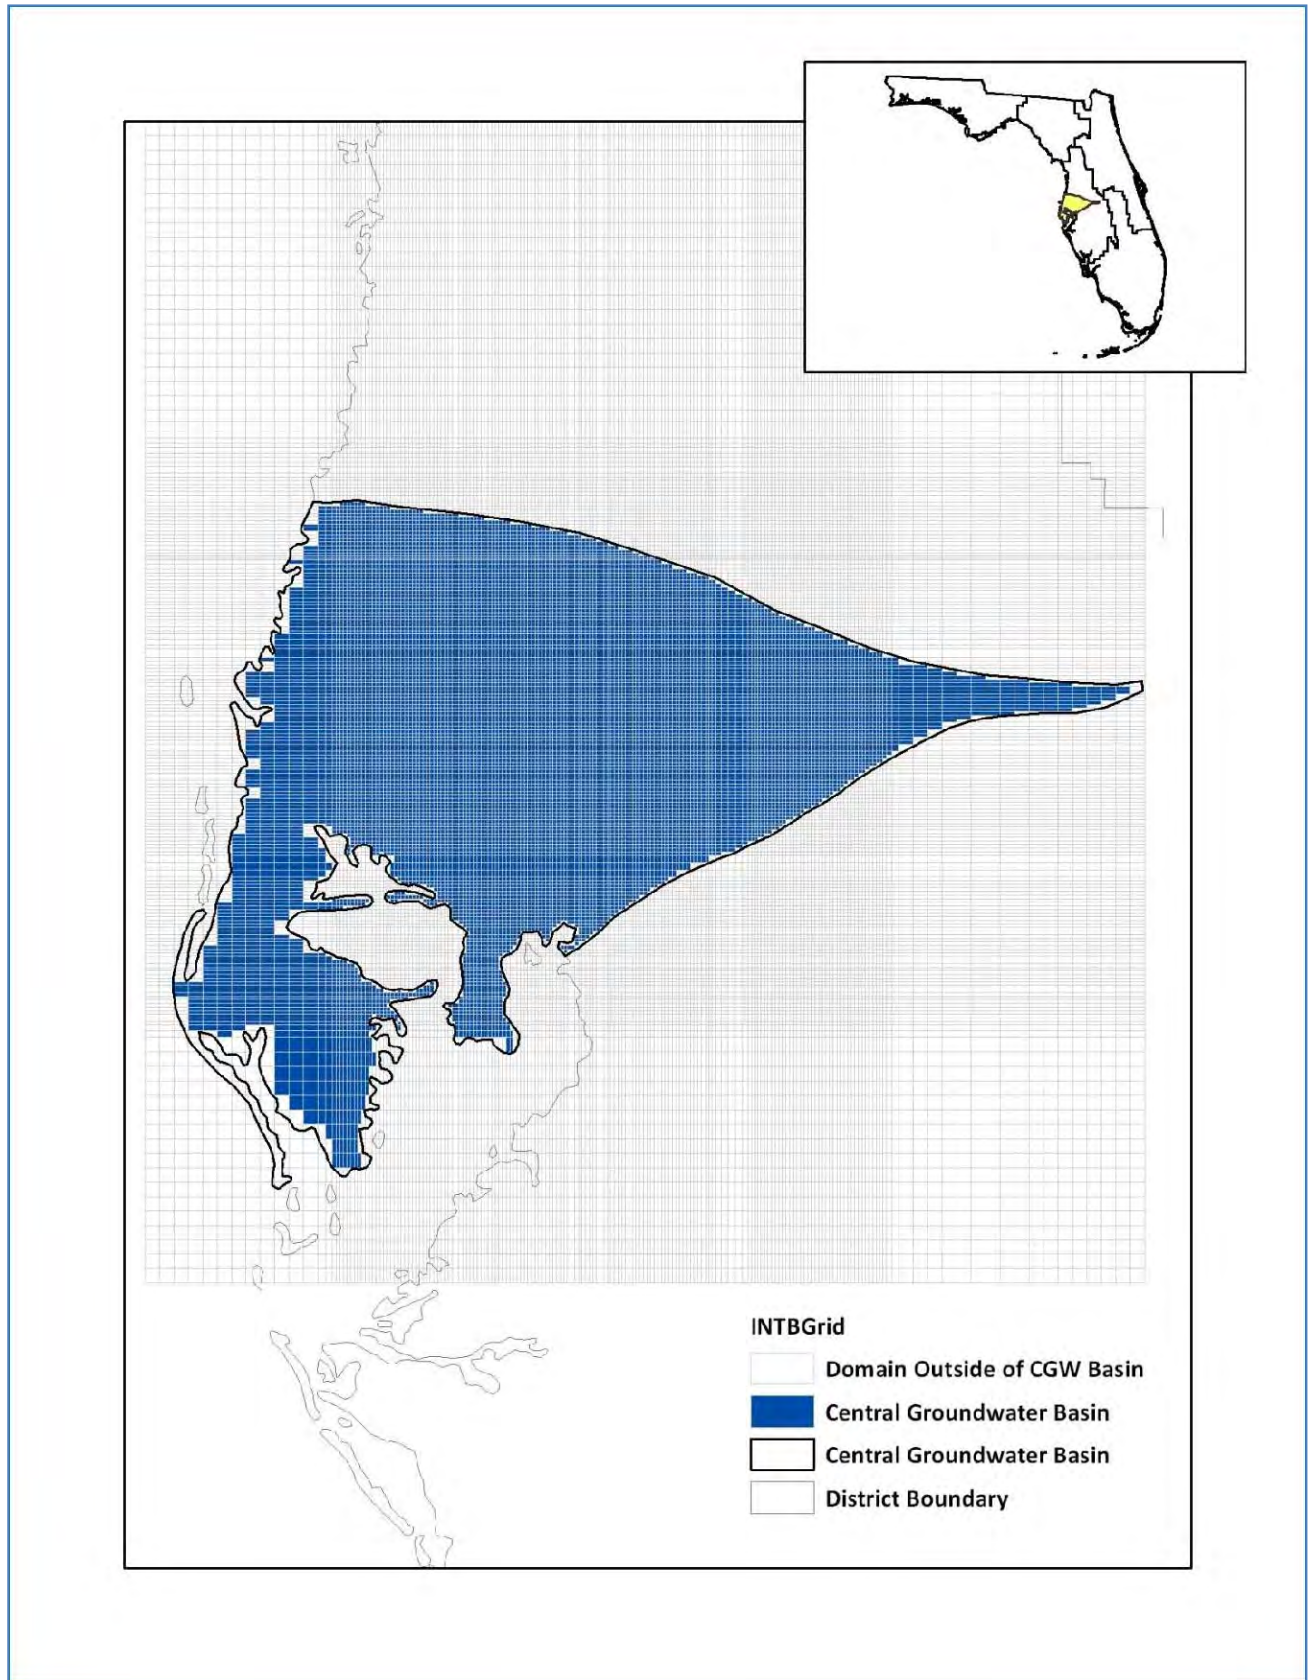 INTBGrid
Domain Outside of CGW Basin
Central Groundwater Basin
Central Groundwater Basin
District Boundary